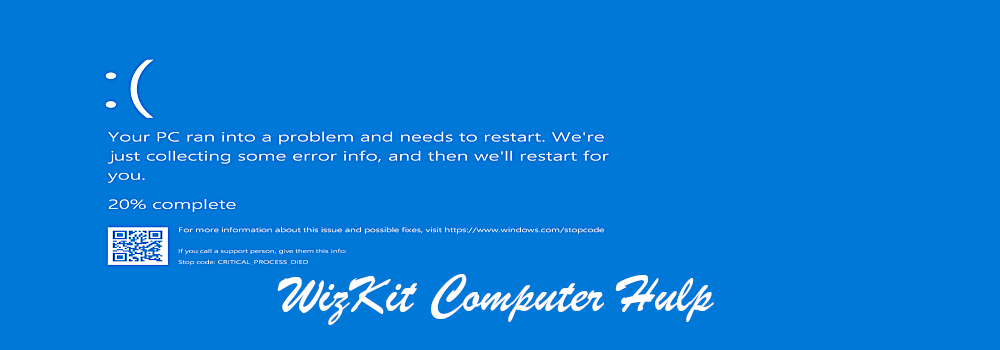 :(
Your PC ran into a problem and needs to restart. We're
just collecting some error info, and then we'll restart for
you.
20% complete
For more information about this issue and possible fixes, visit https://www.windows.com/stopcode
If you call a support person, give them this info:
Stop code: CRITICAL_PROCESS_DIED
WizKit Computer Hulp